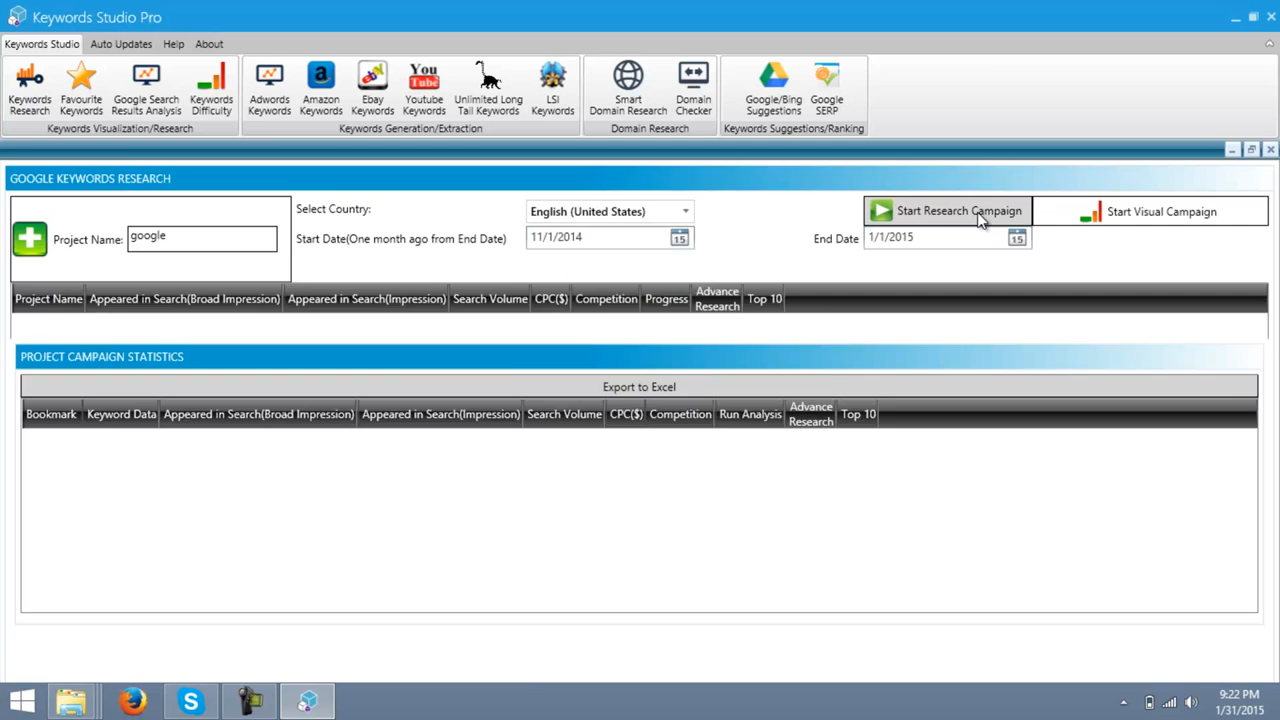 Keywords Studio Pro
Keywords Studio Auto Updates Help About
Keywords Research
Favourite Keywords
Google Search Results Analysis
Keywords Difficulty
Adwords Keywords
Amazon Keywords
Ebay Keywords
You Tube
Youtube Keywords
Unlimited Long Tail Keywords
LSI Keywords
Smart Domain Research
Domain Checker
Google/Bing Suggestions
Google SERP
Keywords Visualization/Research
Keywords Generation/Extraction
Domain Research
Keywords Suggestions/Ranking
GOOGLE KEYWORDS RESEARCH
Project Name: google
Select Country: English (United States)
Start Research Campaign
Start Visual Campaign
Start Date(One month ago from End Date) 11/1/2014 15
End Date 1/1/2015 15
Project Name Appeared in Search(Broad Impression) Appeared in Search(Impression) Search Volume CPC($) Competition Progress Advance Research Top 10
PROJECT CAMPAIGN STATISTICS
Export to Excel
Bookmark Keyword Data Appeared in Search(Broad Impression) Appeared in Search(Impression) Search Volume CPC($) Competition Run Analysis Advance Research Top 10
9:22 PM
1/31/2015